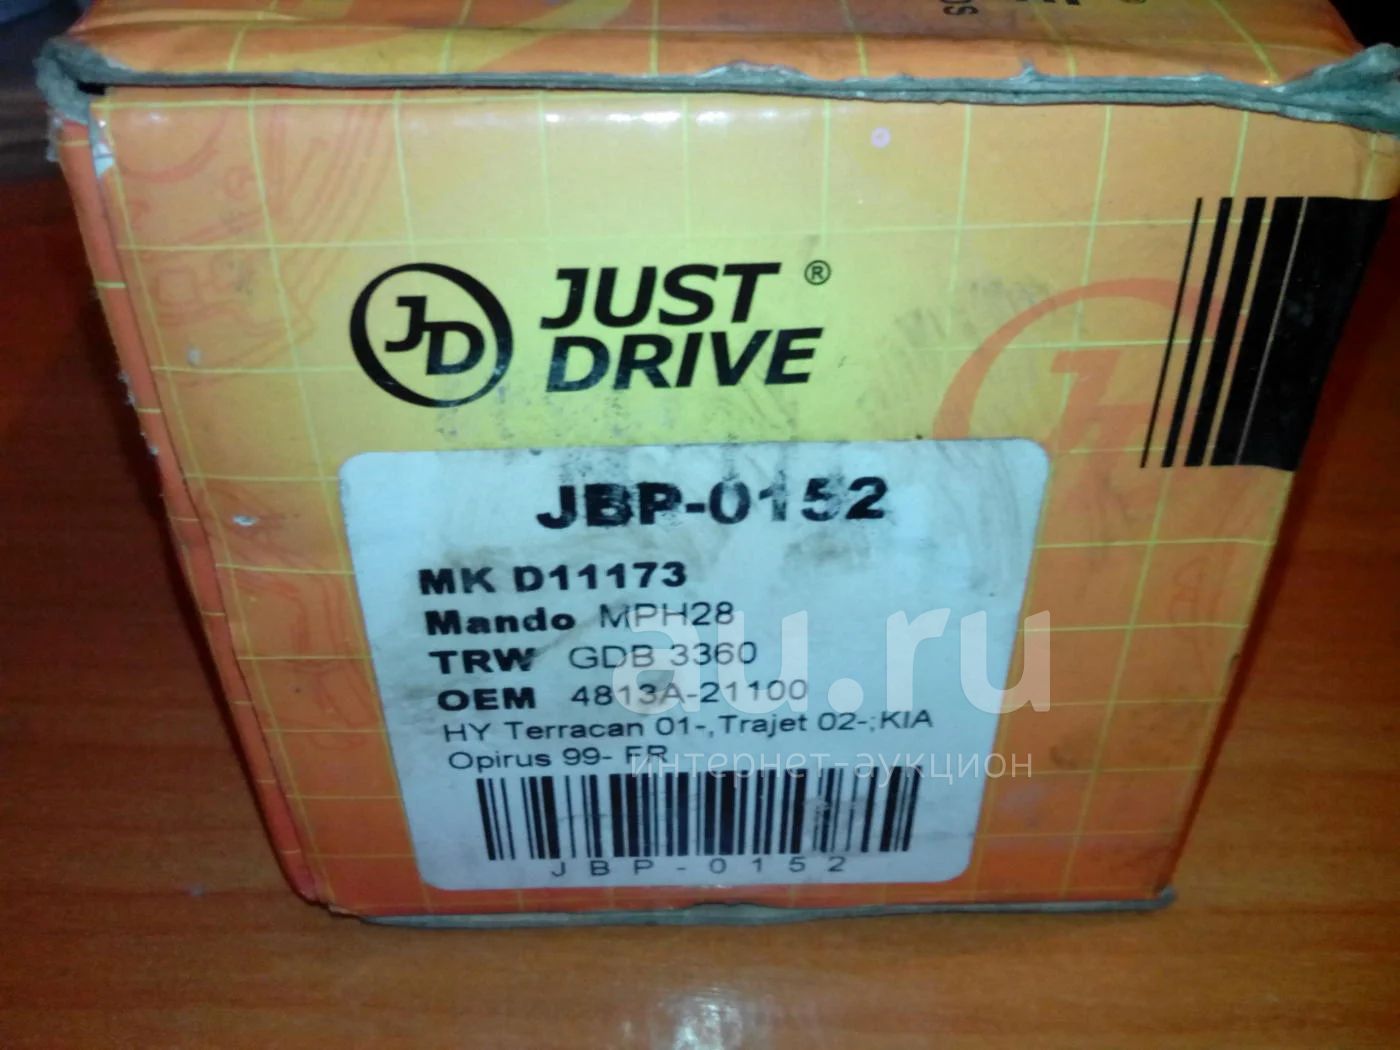 JD JUST DRIVE ®
JBP-0152
MK D11173
Mando MPH28
TRW GDB 3360
OEM 4813A-21100
HY Terracan 01-,Trajet 02-;KIA
Opirus 99- FR
JBP-0152
au.ru
интернет-аукцион